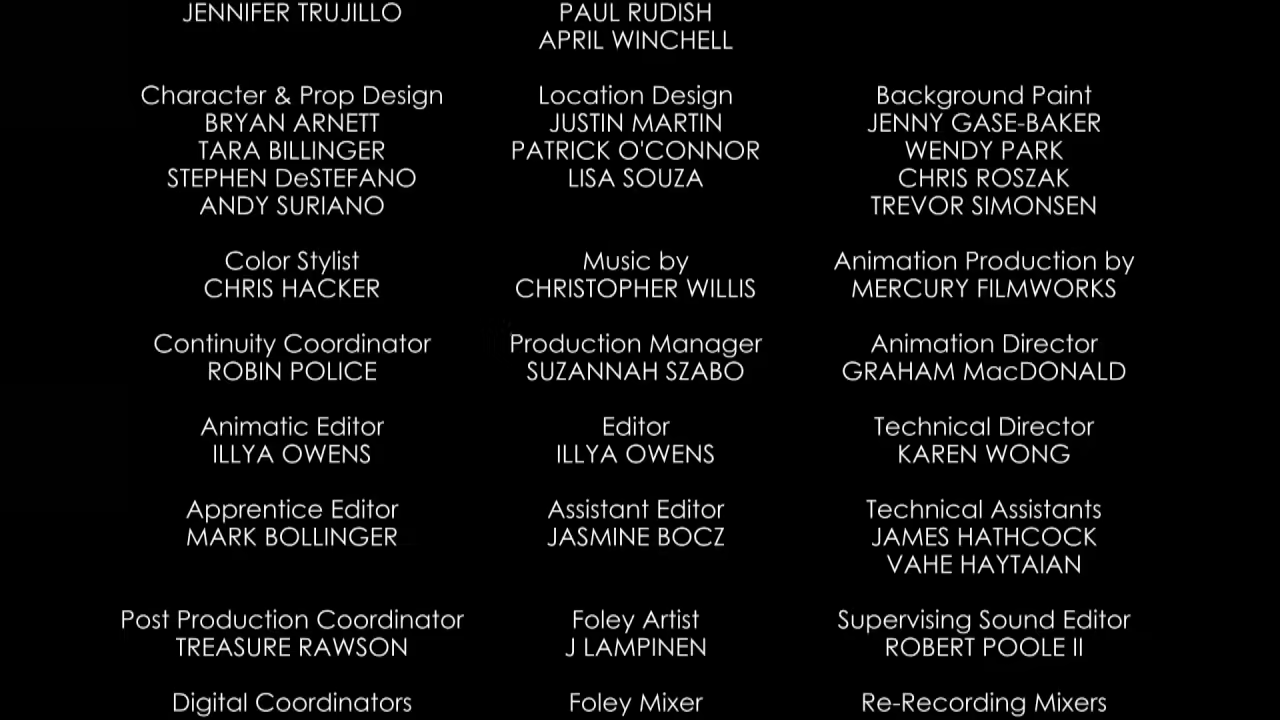 JENNIFER TRUJILLO
PAUL RUDISH
APRIL WINCHELL
Character & Prop Design
BRYAN ARNETT
TARA BILLINGER
STEPHEN DeSTEFANO
ANDY SURIANO
Location Design
JUSTIN MARTIN
PATRICK O'CONNOR
LISA SOUZA
Background Paint
JENNY GASE-BAKER
WENDY PARK
CHRIS ROSZAK
TREVOR SIMONSEN
Color Stylist
CHRIS HACKER
Music by
CHRISTOPHER WILLIS
Animation Production by
MERCURY FILMWORKS
Continuity Coordinator
ROBIN POLICE
Production Manager
SUZANNAH SZABO
Animation Director
GRAHAM MacDONALD
Animatic Editor
ILLYA OWENS
Editor
ILLYA OWENS
Technical Director
KAREN WONG
Apprentice Editor
MARK BOLLINGER
Assistant Editor
JASMINE BOCZ
Technical Assistants
JAMES HATHCOCK
VAHE HAYTAIAN
Post Production Coordinator
TREASURE RAWSON
Foley Artist
J LAMPINEN
Supervising Sound Editor
ROBERT POOLE II
Digital Coordinators
Foley Mixer
Re-Recording Mixers